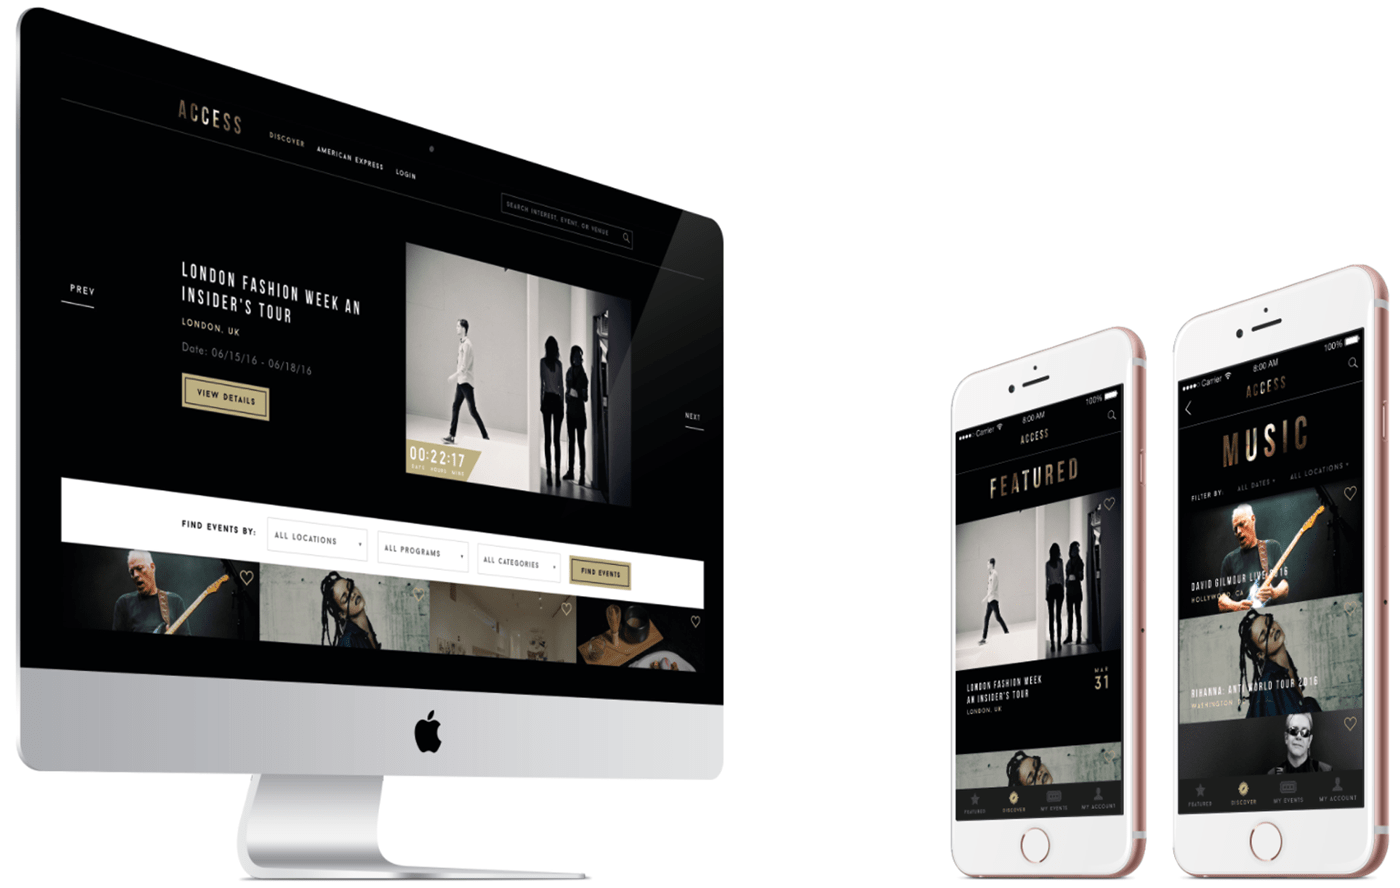 ACCESS
DISCOVER
AMERICAN EXPRESS
LOGIN
SEARCH INTEREST, EVENT, OR VENUE
PREV
LONDON FASHION WEEK AN
INSIDER'S TOUR
LONDON, UK
Date: 06/15/16 - 06/18/16
VIEW DETAILS
00:22:17
DAYS HOURS MINS
NEXT
FIND EVENTS BY:
ALL LOCATIONS
ALL PROGRAMS
ALL CATEGORIES
FIND EVENTS
Carrier
8:00 AM
100%
ACCESS
FEATURED
LONDON FASHION WEEK
AN INSIDER'S TOUR
LONDON, UK
MAR
31
FEATURED
DISCOVER
MY EVENTS
MY ACCOUNT
Carrier
8:00 AM
100%
ACCESS
MUSIC
FILTER BY:
ALL DATES
ALL LOCATIONS
DAVID GILMOUR LIVE 2016
HOLLYWOOD, CA
RIHANNA: ANTI WORLD TOUR 2016
WASHINGTON
FEATURED
DISCOVER
MY EVENTS
MY ACCOUNT